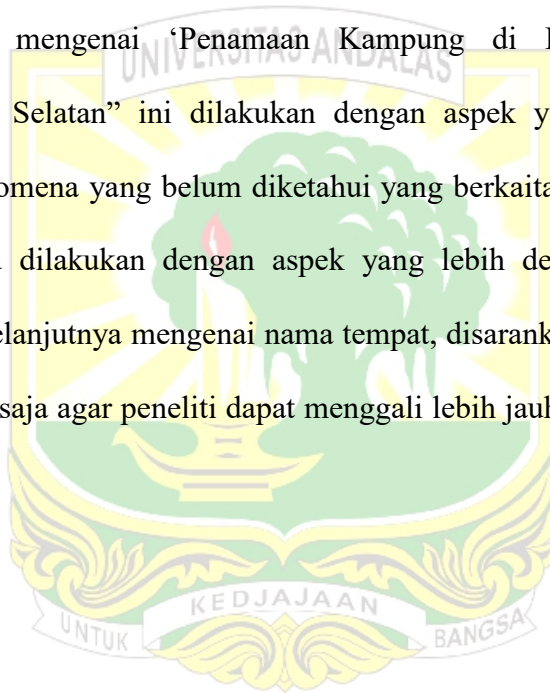 UNIVERSITAS ANDALAS
mengenai ‘Penamaan Kampung di
Selatan” ini dilakukan dengan aspek
yang belum diketahui yang berkaita
dilakukan dengan aspek yang lebih de
elanjutnya mengenai nama tempat, disarank
saja agar peneliti dapat menggali lebih jauh
KEDJAJAAN
UNTUK BANGSA